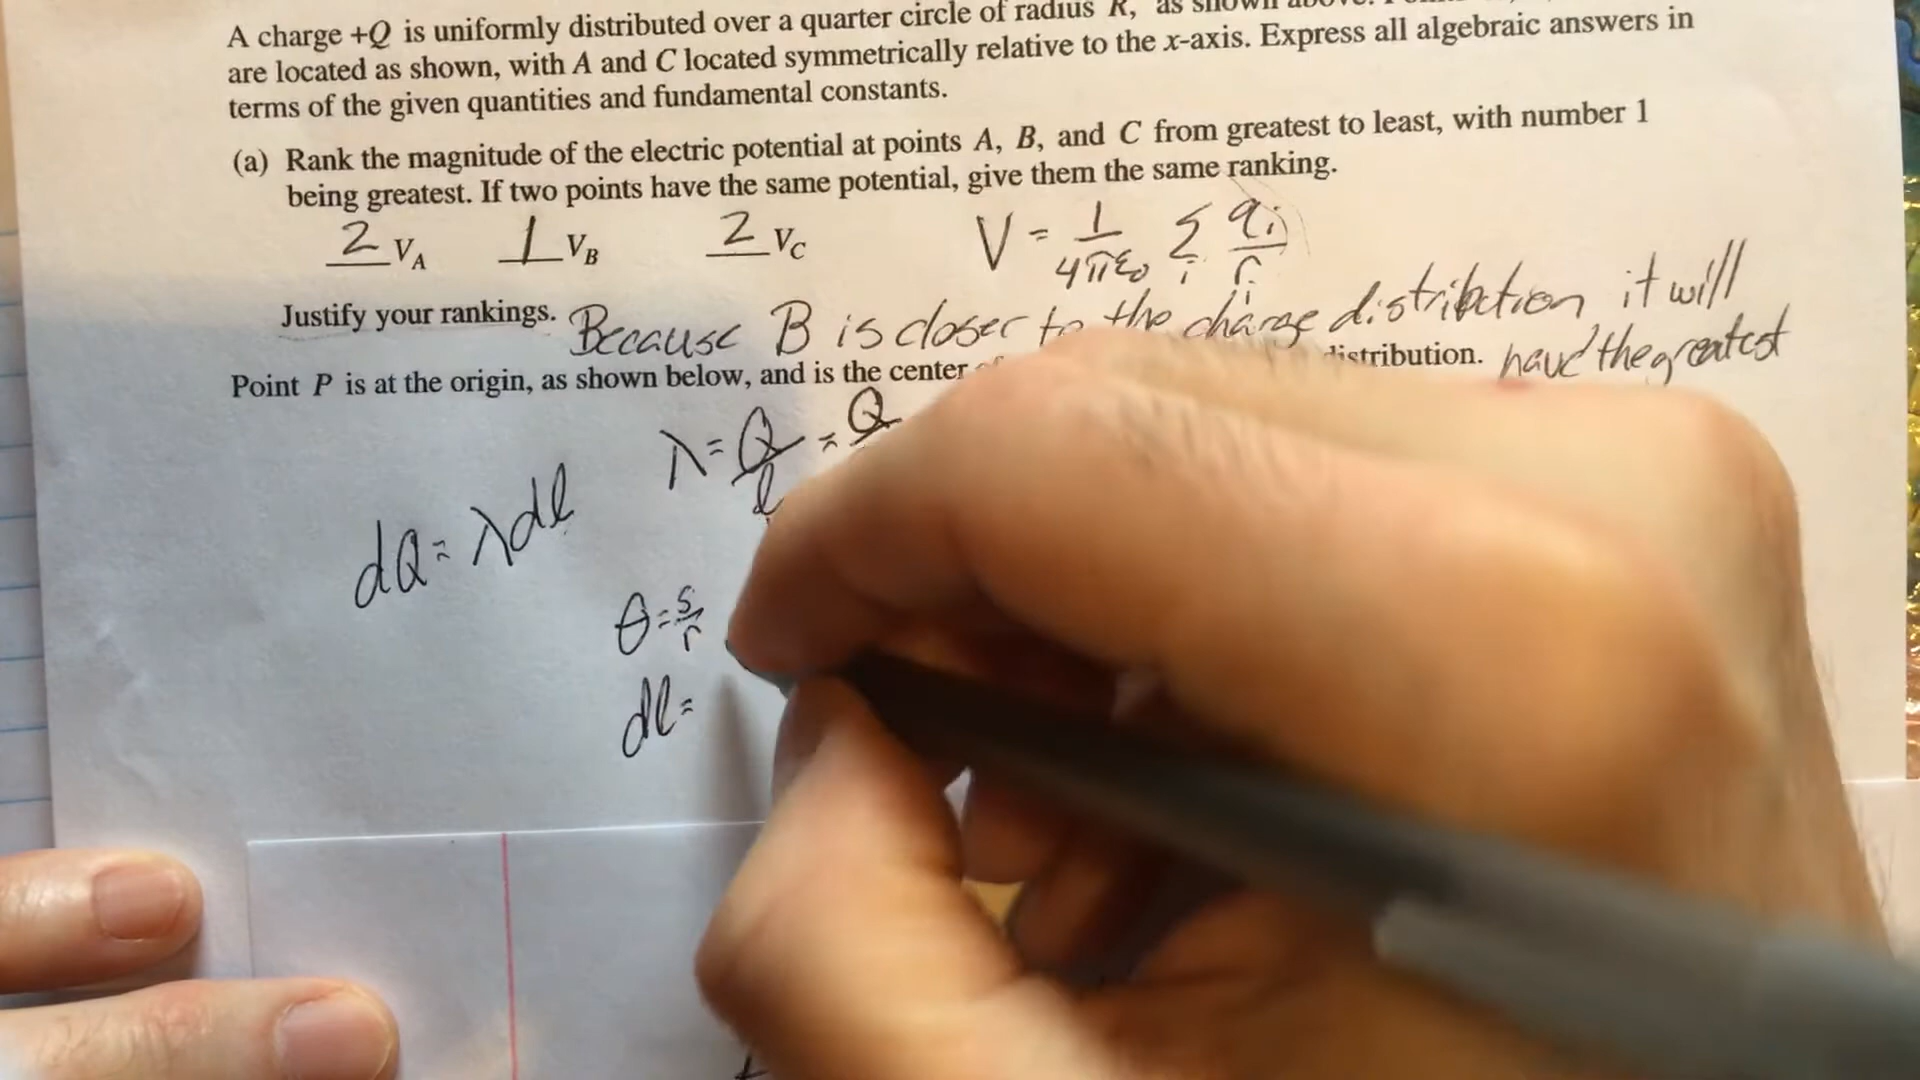 A charge +Q is uniformly distributed over a quarter circle of radius R, as shown
are located as shown, with A and C located symmetrically relative to the x-axis. Express all algebraic answers in
terms of the given quantities and fundamental constants.
(a) Rank the magnitude of the electric potential at points A, B, and C from greatest to least, with number 1
being greatest. If two points have the same potential, give them the same ranking.
2 V_A 1 V_B 2 V_C V = 1/4πε₀ Σ_i q_i/r_i
Justify your rankings. Because B is closer to the charge distribution it will
have the greatest
Point P is at the origin, as shown below, and is the center distribution.
λ = Q/l = Q
dQ = λdl
θ = s/r
dl =